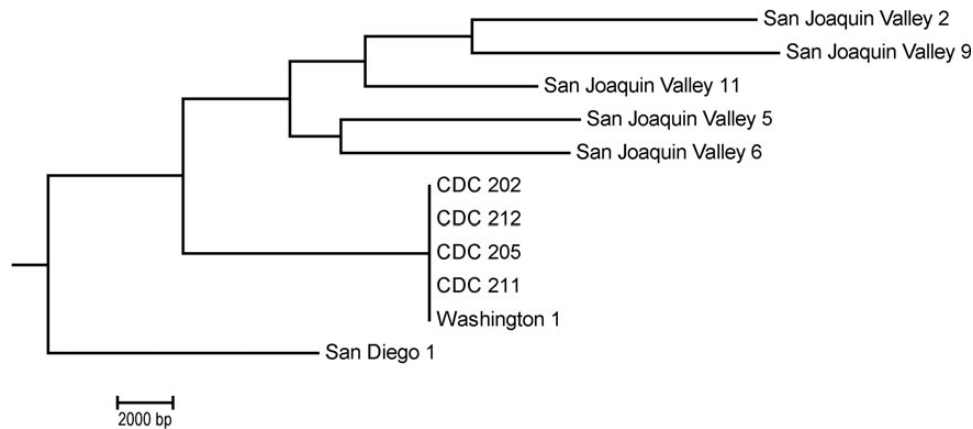 San Joaquin Valley 2
San Joaquin Valley 9
San Joaquin Valley 11
San Joaquin Valley 5
San Joaquin Valley 6
CDC 202
CDC 212
CDC 205
CDC 211
Washington 1
San Diego 1
2000 bp